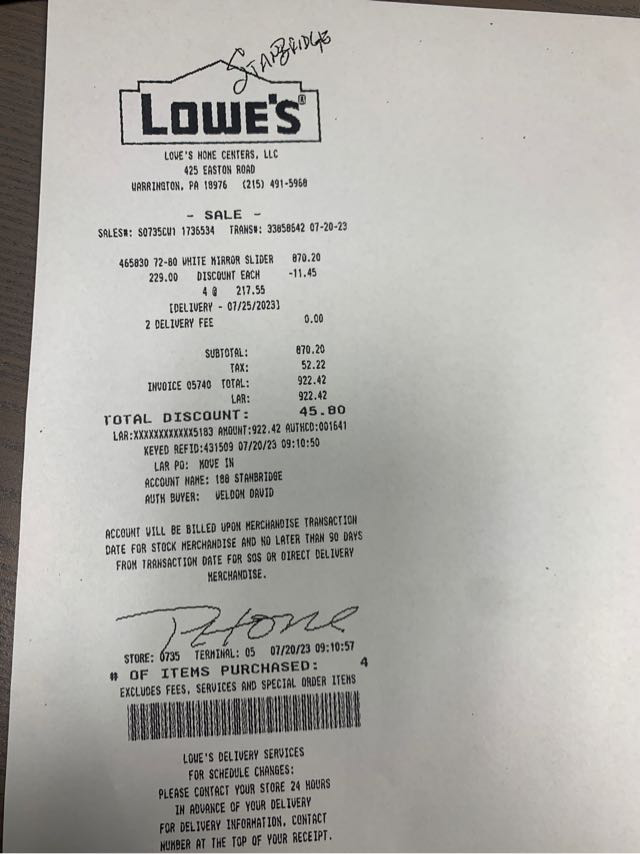 STANBRIDGE
LOWE'S®
LOWE'S HOME CENTERS, LLC
425 EASTON ROAD
WARRINGTON, PA 18976 (215) 491-5960
- SALE -
SALES#: S0735CW1 1736534 TRANS#: 33858642 07-20-23
465830 72-80 WHITE MIRROR SLIDER 870.20
229.00 DISCOUNT EACH -11.45
4 @ 217.55
[DELIVERY - 07/25/2023]
2 DELIVERY FEE 0.00
SUBTOTAL: 870.20
TAX: 52.22
INVOICE 05740 TOTAL: 922.42
LAR: 922.42
TOTAL DISCOUNT: 45.80
LAR:XXXXXXXXXXXX5183 AMOUNT:922.42 AUTHCD:001641
KEYED REFID:431509 07/20/23 09:10:50
LAR PO: MOVE IN
ACCOUNT NAME: 188 STANBRIDGE
AUTH BUYER: WELDON DAVID
ACCOUNT WILL BE BILLED UPON MERCHANDISE TRANSACTION
DATE FOR STOCK MERCHANDISE AND NO LATER THAN 90 DAYS
FROM TRANSACTION DATE FOR SOS OR DIRECT DELIVERY
MERCHANDISE.
Phone
STORE: 0735 TERMINAL: 05 07/20/23 09:10:57
# OF ITEMS PURCHASED: 4
EXCLUDES FEES, SERVICES AND SPECIAL ORDER ITEMS
LOWE'S DELIVERY SERVICES
FOR SCHEDULE CHANGES:
PLEASE CONTACT YOUR STORE 24 HOURS
IN ADVANCE OF YOUR DELIVERY
FOR DELIVERY INFORMATION, CONTACT
NUMBER AT THE TOP OF YOUR RECEIPT.